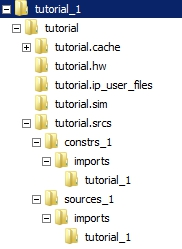 tutorial_1
tutorial
tutorial.cache
tutorial.hw
tutorial.ip_user_files
tutorial.sim
tutorial.srcs
constrs_1
imports
tutorial_1
sources_1
imports
tutorial_1